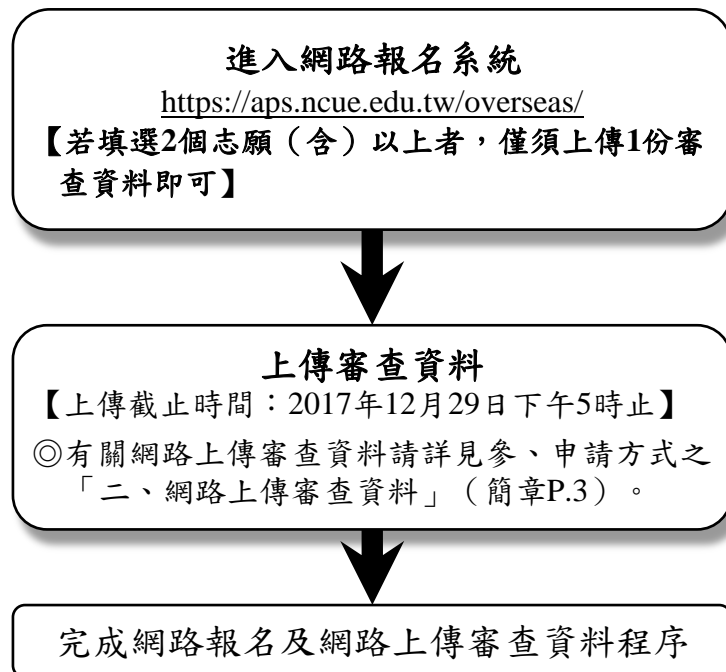 進入網路報名系統
https://aps.ncue.edu.tw/overseas/
【若填選2個志願（含）以上者，僅須上傳1份審
查資料即可】
上傳審查資料
【上傳截止時間：2017年12月29日下午5時止】
◎有關網路上傳審查資料請詳見參、申請方式之
「二、網路上傳審查資料」（簡章P.3）。
完成網路報名及網路上傳審查資料程序